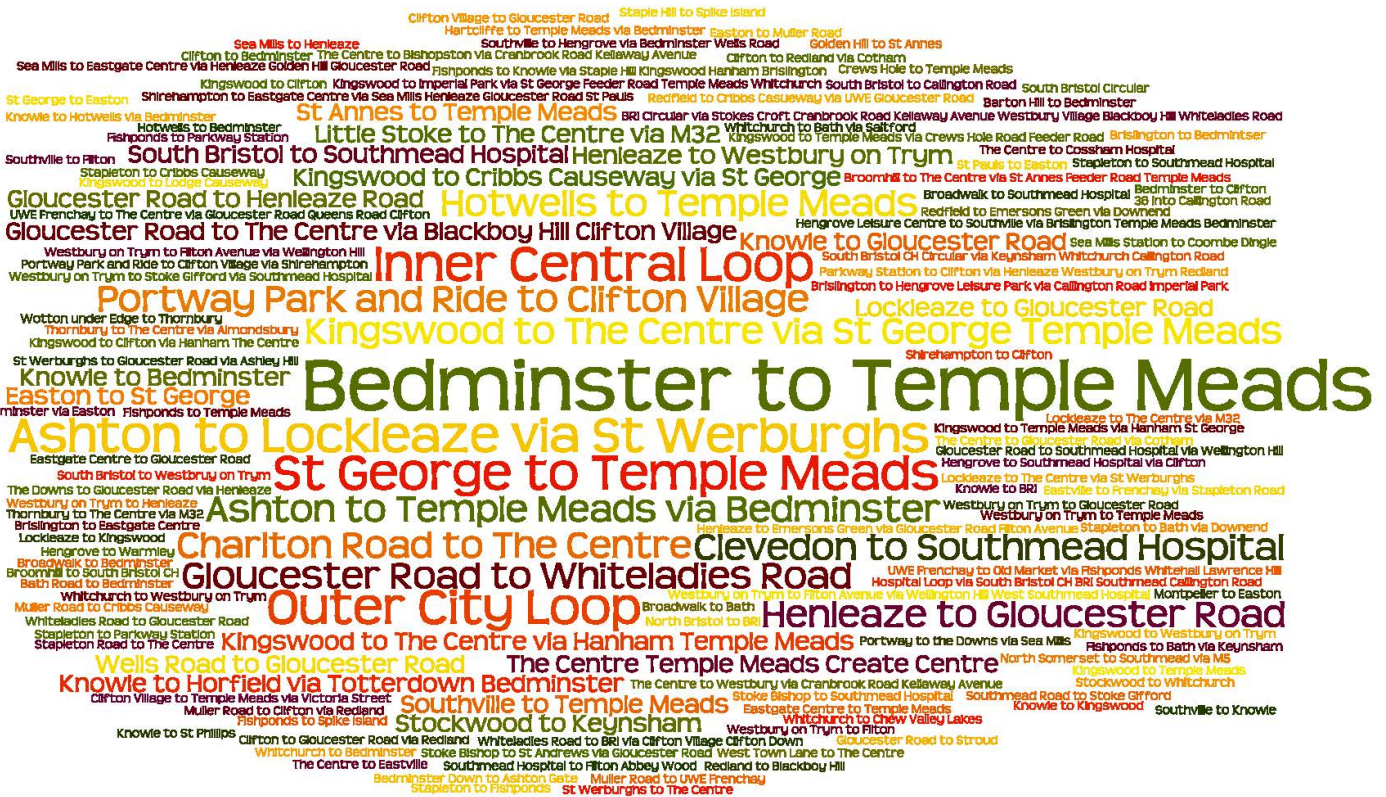 Clifton Village to Gloucester Road
Staple Hill to Spike Island
Hartcliffe to Temple Meads via Bedminster
Easton to Muller Road
Sea Mills to Henleaze
Southville to Hengrove via Bedminster Wells Road
Golden Hill to St Annes
Clifton to Bedminster
The Centre to Bishopston via Cranbrook Road Kellaway Avenue
Clifton to Redland via Cotham
Sea Mills to Eastgate Centre via Henleaze Golden Hill Gloucester Road
Fishponds to Knowle via Staple Hill Kingswood Hanham Brislington
Crews Hole to Temple Meads
Kingswood to Clifton
Kingswood to Imperial Park via St George Feeder Road Temple Meads Whitchurch
South Bristol to Callington Road
South Bristol Circular
St George to Easton
Shirehampton to Eastgate Centre via Sea Mills Henleaze Gloucester Road St Pauls
Redfield to Cribbs Casueway via UWE Gloucester Road
Barton Hill to Bedminster
Knowle to Hotwells via Bedminster
St Annes to Temple Meads
BRI Circular via Stokes Croft Cranbrook Road Kellaway Avenue Westbury Village Blackboy Hill Whiteladies Road
Hotwells to Bedminster
Little Stoke to The Centre via M32
Whitchurch to Bath via Saltford
Fishponds to Parkway Station
Kingswood to Temple Meads via Crews Hole Road Feeder Road
Brislington to Bedmintser
Southville to Filton
South Bristol to Southmead Hospital
Henleaze to Westbury on Trym
The Centre to Cossham Hospital
St Pauls to Easton
Stapleton to Southmead Hospital
Stapleton to Cribbs Causeway
Kingswood to Lodge Causeway
Kingswood to Cribbs Causeway via St George
Broomhill to The Centre via St Annes Feeder Road Temple Meads
Gloucester Road to Henleaze Road
Hotwells to Temple Meads
Broadwalk to Southmead Hospital
Bedminster to Clifton
36 into Callington Road
UWE Frenchay to The Centre via Gloucester Road Queens Road Clifton
Redfield to Emersons Green via Downend
Gloucester Road to The Centre via Blackboy Hill Clifton Village
Hengrove Leisure Centre to Southville via Brislington Temple Meads Bedminster
Knowle to Gloucester Road
Sea Mills Station to Coombe Dingle
Westbury on Trym to Filton Avenue via Wellington Hill
Inner Central Loop
South Bristol CH Circular via Keynsham Whitchurch Callington Road
Portway Park and Ride to Clifton Village via Shirehampton
Parkway Station to Clifton via Henleaze Westbury on Trym Redland
Westbury on Trym to Stoke Gifford via Southmead Hospital
Brislington to Hengrove Leisure Park via Callington Road Imperial Park
Portway Park and Ride to Clifton Village
Lockleaze to Gloucester Road
Wotton under Edge to Thornbury
Thornbury to The Centre via Almondsbury
Kingswood to The Centre via St George Temple Meads
Kingswood to Clifton via Hanham The Centre
Shirehampton to Clifton
St Werburghs to Gloucester Road via Ashley Hill
Bedminster to Temple Meads
Knowle to Bedminster
Easton to St George
minster via Easton
Fishponds to Temple Meads
Lockleaze to The Centre via M32
Ashton to Lockleaze via St Werburghs
Kingswood to Temple Meads via Hanham St George
The Centre to Gloucester Road via Cotham
Gloucester Road to Southmead Hospital via Wellington Hill
Eastgate Centre to Gloucester Road
Hengrove to Southmead Hospital via Clifton
South Bristol to Westbruy on Trym
St George to Temple Meads
Lockleaze to The Centre via St Werburghs
The Downs to Gloucester Road via Henleaze
Knowle to BRI
Eastville to Frenchay via Stapleton Road
Westbury on Trym to Henleaze
Ashton to Temple Meads via Bedminster
Westbury on Trym to Gloucester Road
Thornbury to The Centre via M32
Westbury on Trym to Temple Meads
Brislington to Eastgate Centre
Henleaze to Emersons Green via Gloucester Road Filton Avenue
Stapleton to Bath via Downend
Lockleaze to Kingswood
Charlton Road to The Centre
Clevedon to Southmead Hospital
Hengrove to Warmley
Broadwalk to Bedminster
Broomhill to South Bristol CH
Gloucester Road to Whiteladies Road
UWE Frenchay to Old Market via Fishponds Whitehall Lawrence Hill
Bath Road to Bedminster
Hospital Loop via South Bristol CH BRI Southmead Callington Road
Whitchurch to Westbury on Trym
Outer City Loop
Westbury on Trym to Filton Avenue via Wellington Hill West Southmead Hospital
Montpelier to Easton
Muller Road to Cribbs Causeway
Broadwalk to Bath
Henleaze to Gloucester Road
Whiteladies Road to Gloucester Road
North Bristol to BRI
Stapleton to Parkway Station
Stapleton Road to The Centre
Kingswood to The Centre via Hanham Temple Meads
Portway to the Downs via Sea Mills
Kingswood to Westbury on Trym
Fishponds to Bath via Keynsham
Wells Road to Gloucester Road
The Centre Temple Meads Create Centre
North Somerset to Southmead via M5
Kingswood to Temple Meads
Knowle to Horfield via Totterdown Bedminster
The Centre to Westbury via Cranbrook Road Kellaway Avenue
Stockwood to Whitchurch
Clifton Village to Temple Meads via Victoria Street
Southville to Temple Meads
Stoke Bishop to Southmead Hospital
Southmead Road to Stoke Gifford
Muller Road to Clifton via Redland
Eastgate Centre to Temple Meads
Knowle to Kingswood
Southville to Knowle
Fishponds to Spike Island
Stockwood to Keynsham
Whitchurch to Chew Valley Lakes
Knowle to St Phillips
Westbury on Trym to Filton
Clifton to Gloucester Road via Redland
Whiteladies Road to BRI via Clifton Village Clifton Down
Gloucester Road to Stroud
Whitchurch to Bedminster
Stoke Bishop to St Andrews via Gloucester Road
West Town Lane to The Centre
The Centre to Eastville
Southmead Hospital to Filton Abbey Wood
Redland to Blackboy Hill
Bedminster Down to Ashton Gate
Muller Road to UWE Frenchay
Stapleton to Fishponds
St Werburghs to The Centre